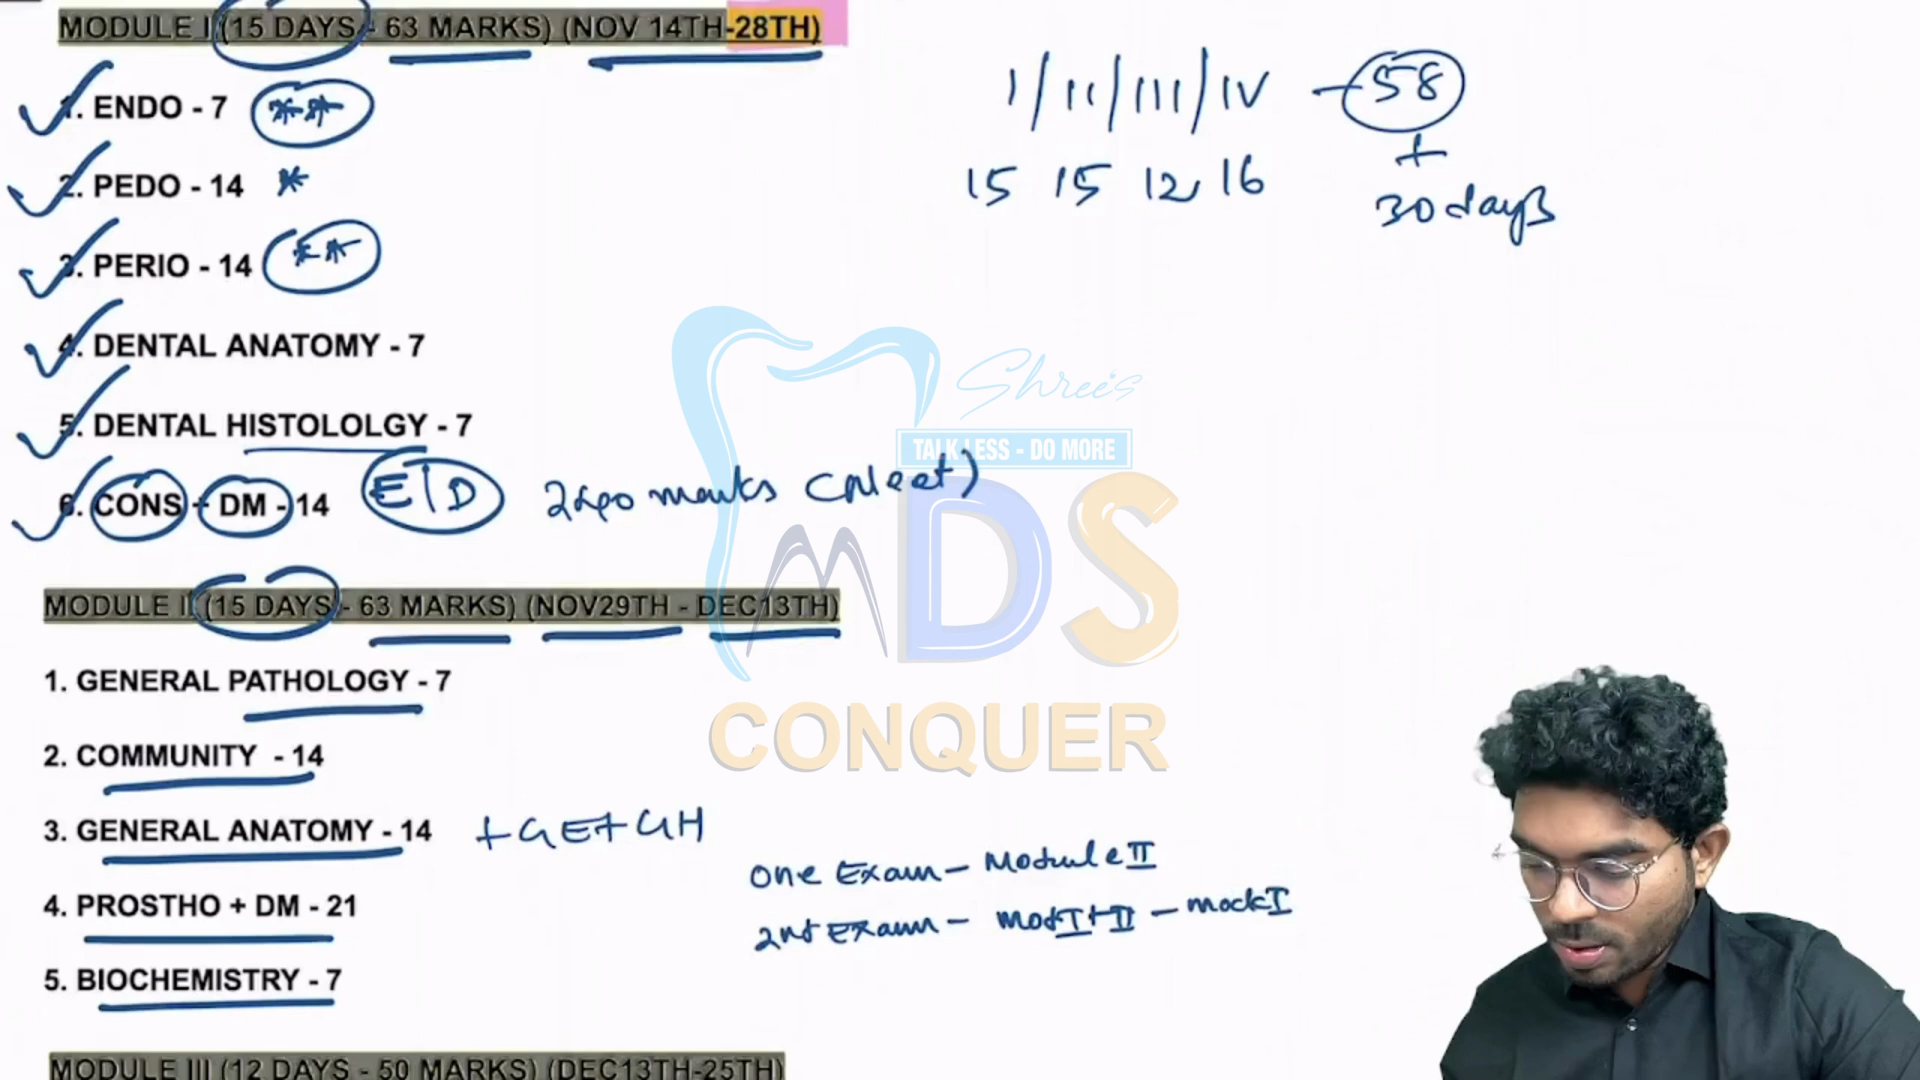 MODULE I (15 DAYS - 63 MARKS) (NOV 14TH-28TH)
1. ENDO - 7 **
2. PEDO - 14 *
3. PERIO - 14 **
4. DENTAL ANATOMY - 7
5. DENTAL HISTOLOLGY - 7
6. CONS + DM - 14 E|D
240 marks (Neet)
I/II/III/IV - 58
15 15 12 16
+
30 days
Shree's
TALK LESS - DO MORE
MDS
CONQUER
MODULE II (15 DAYS - 63 MARKS) (NOV29TH - DEC13TH)
1. GENERAL PATHOLOGY - 7
2. COMMUNITY - 14
3. GENERAL ANATOMY - 14 +GE+GH
4. PROSTHO + DM - 21
5. BIOCHEMISTRY - 7
one Exam - Module II
2nd Exam - mod I+II - mock I
MODULE III (12 DAYS - 50 MARKS) (DEC13TH-25TH)